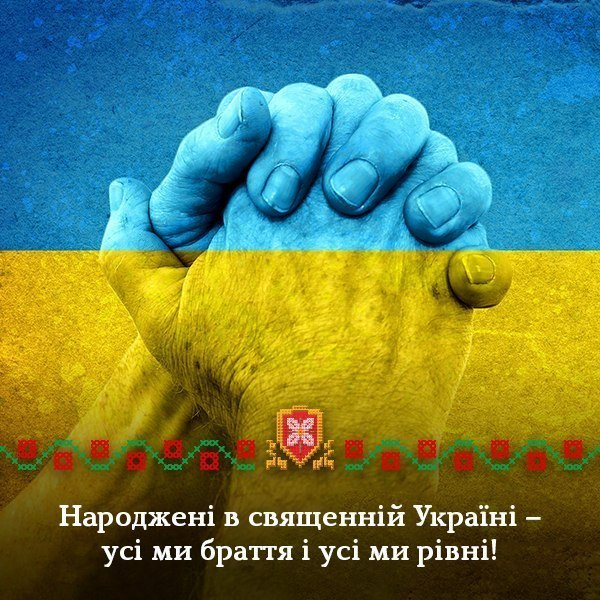 Народжені в священній Україні –
усі ми браття і усі ми рівні!